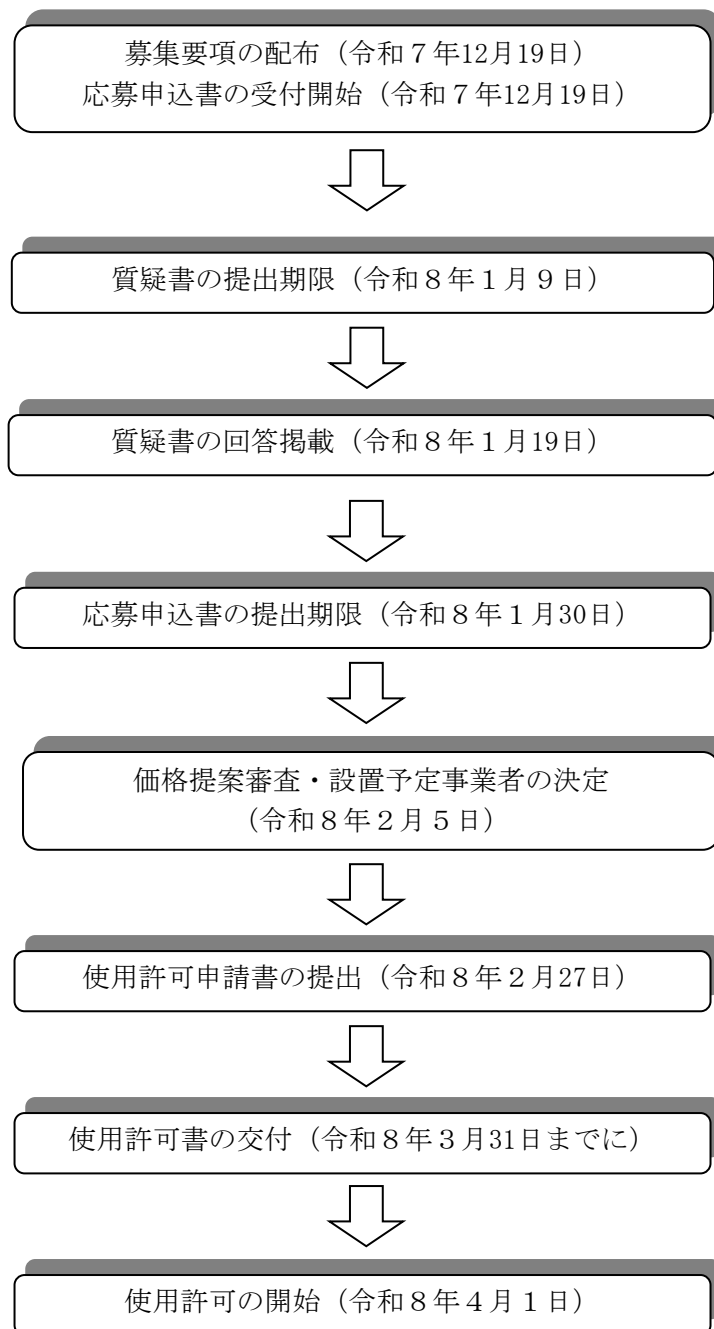 募集要項の配布（令和７年12月19日）
応募申込書の受付開始（令和７年12月19日）
質疑書の提出期限（令和８年１月９日）
質疑書の回答掲載（令和８年１月19日）
応募申込書の提出期限（令和８年１月30日）
価格提案審査・設置予定事業者の決定
（令和８年２月５日）
使用許可申請書の提出（令和８年２月27日）
使用許可書の交付（令和８年３月31日までに）
使用許可の開始（令和８年４月１日）